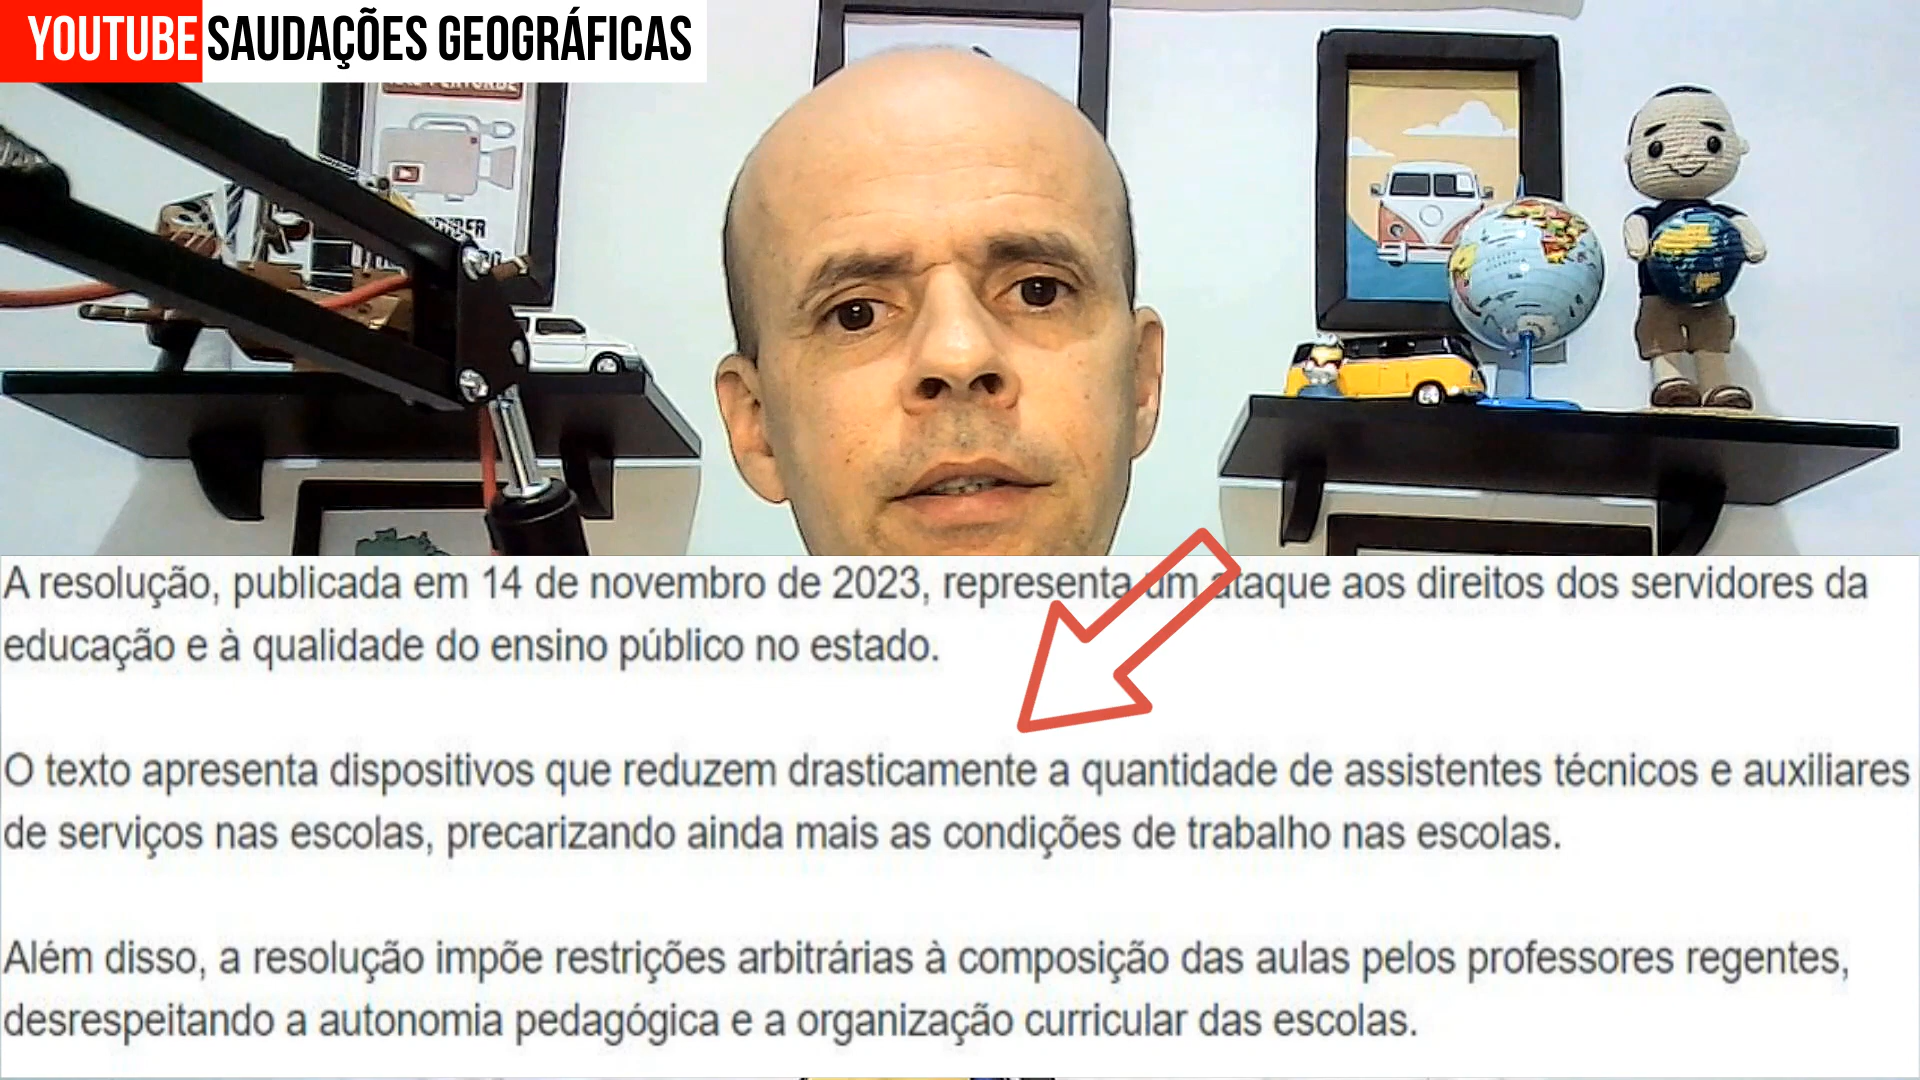 YOUTUBE SAUDAÇÕES GEOGRÁFICAS
A resolução, publicada em 14 de novembro de 2023, representa um ataque aos direitos dos servidores da
educação e à qualidade do ensino público no estado.
O texto apresenta dispositivos que reduzem drasticamente a quantidade de assistentes técnicos e auxiliares
de serviços nas escolas, precarizando ainda mais as condições de trabalho nas escolas.
Além disso, a resolução impõe restrições arbitrárias à composição das aulas pelos professores regentes,
desrespeitando a autonomia pedagógica e a organização curricular das escolas.